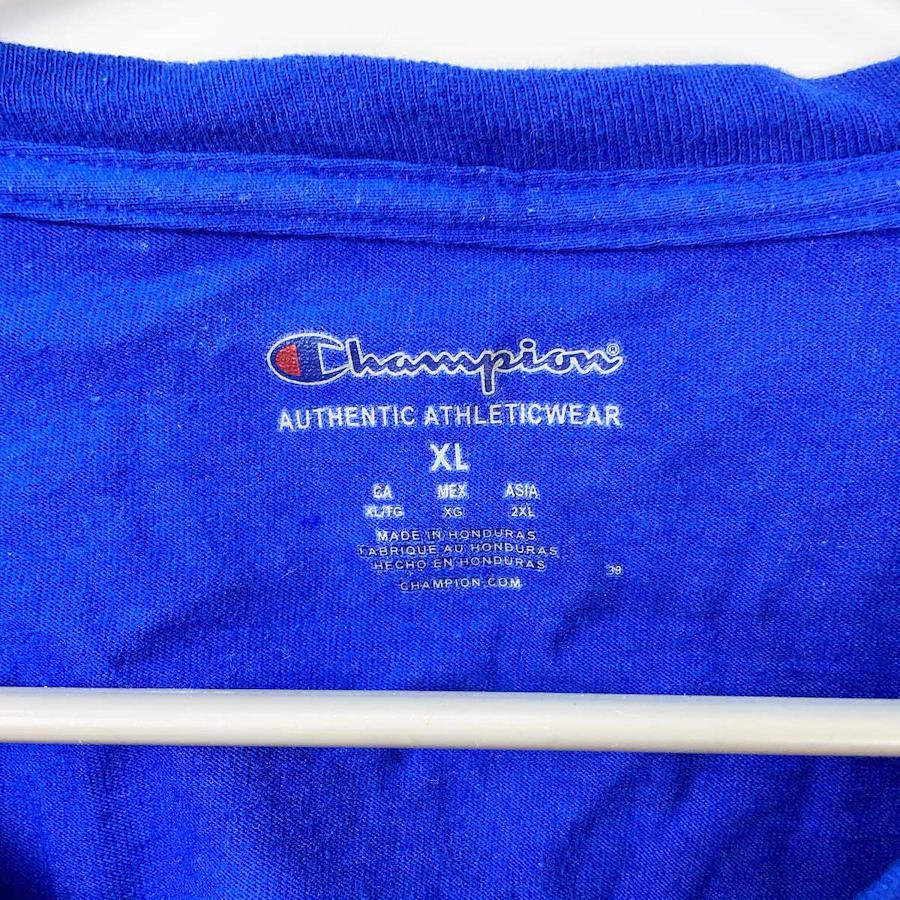 Champion®
AUTHENTIC ATHLETICWEAR
XL
CA MEX ASIA
XL/TG XG 2XL
MADE IN HONDURAS
FABRIQUE AU HONDURAS
HECHO EN HONDURAS
CHAMPION.COM